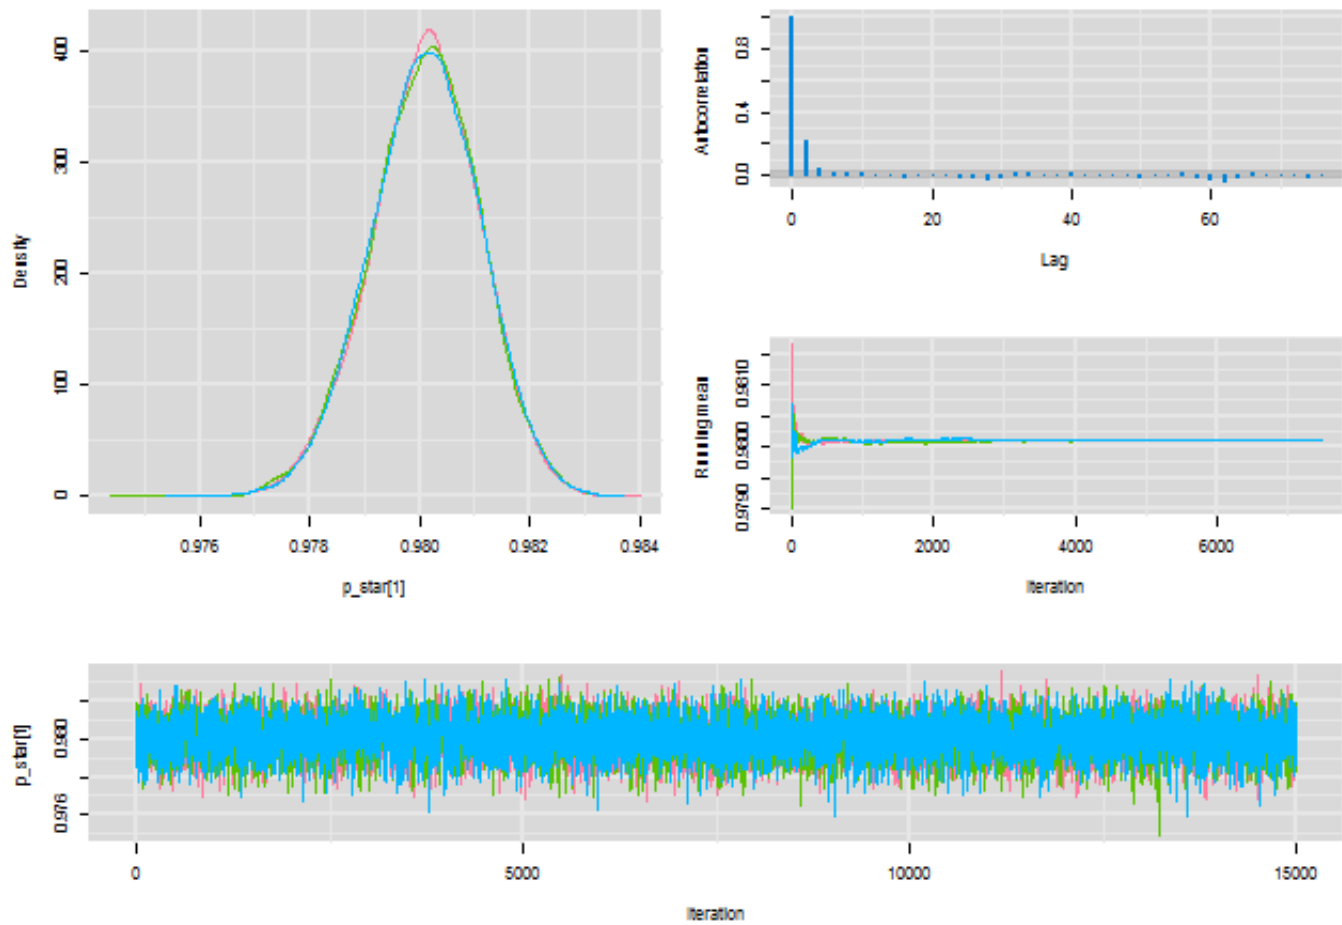 Density
400
300
200
100
0
0.976 0.978 0.980 0.982 0.984
p_star[1]
Autocorrelation
0.8
0.4
0.0
0 20 40 60
Lag
Running mean
0.9810
0.9800
0.9790
0 2000 4000 6000
Iteration
p_star[1]
0.980
0.976
0 5000 10000 15000
Iteration